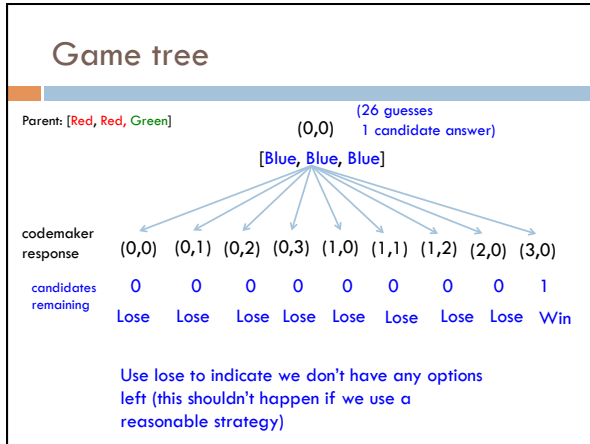 Game tree
Parent: [Red, Red, Green]
(0,0)
(26 guesses
1 candidate answer)
[Blue, Blue, Blue]
codemaker
response
(0,0) (0,1) (0,2) (0,3) (1,0) (1,1) (1,2) (2,0) (3,0)
candidates
remaining
0 0 0 0 0 0 0 0 1
Lose Lose Lose Lose Lose Lose Lose Lose Win
Use lose to indicate we don't have any options
left (this shouldn't happen if we use a
reasonable strategy)